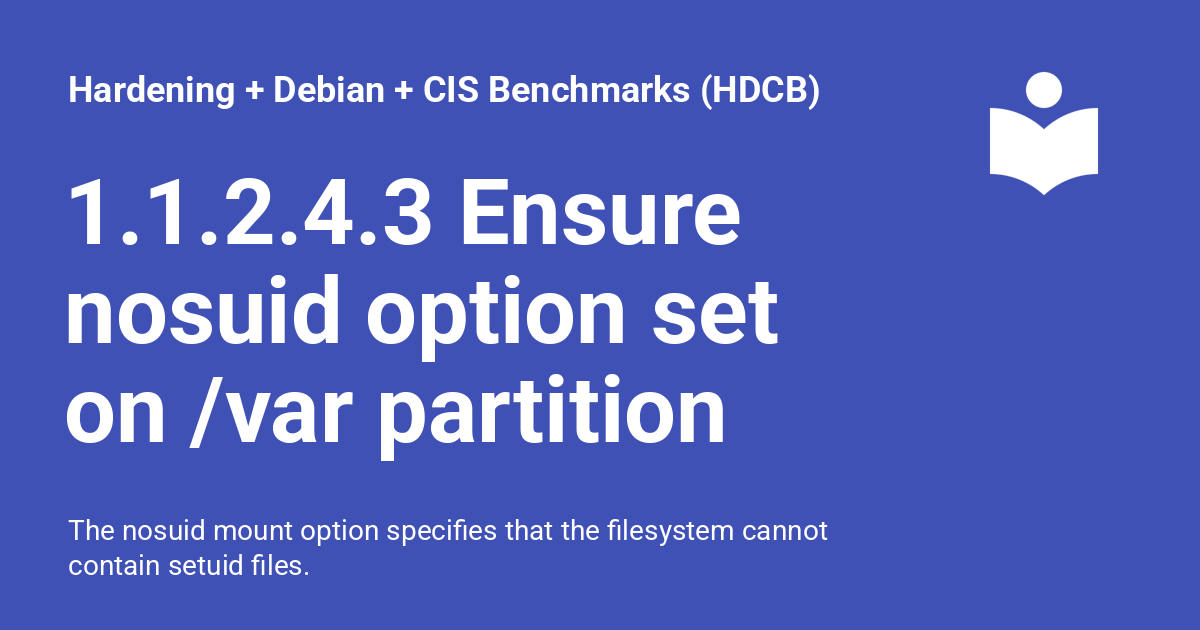 Hardening + Debian + CIS Benchmarks (HDCB)
1.1.2.4.3 Ensure
nosuid option set
on /var partition
The nosuid mount option specifies that the filesystem cannot
contain setuid files.